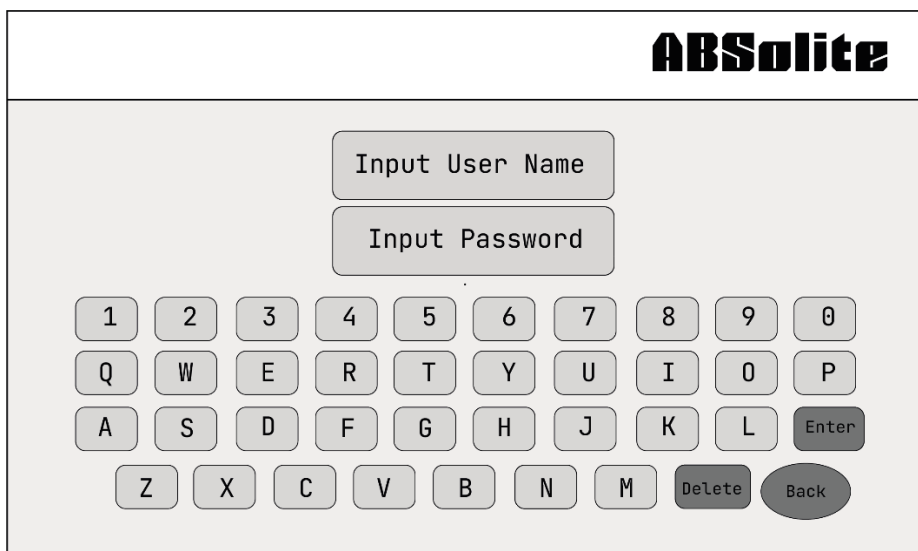 ABSolite
Input User Name
Input Password
1 2 3 4 5 6 7 8 9 0
Q W E R T Y U I O P
A S D F G H J K L Enter
Z X C V B N M Delete Back